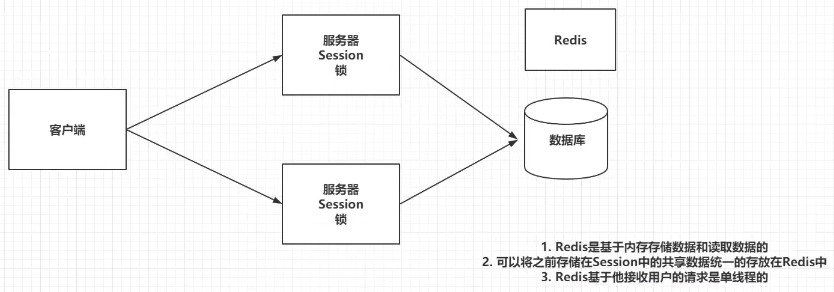 服务器
Session
锁
Redis
客户端
数据库
服务器
Session
锁
1. Redis是基于内存存储数据和读取数据的
2. 可以将之前存储在Session中的共享数据统一的存放在Redis中
3. Redis基于他接收用户的请求是单线程的